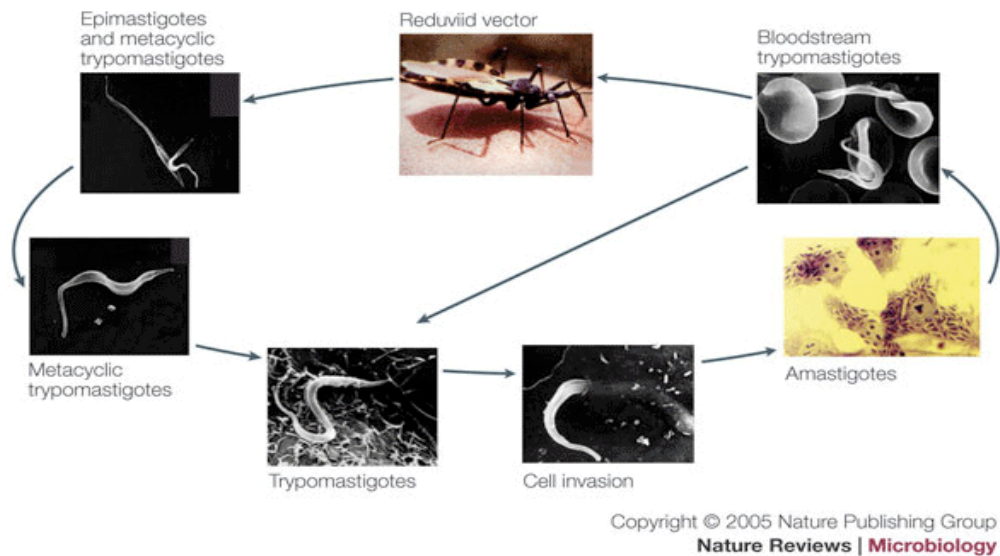 Epimastigotes
and metacyclic
trypomastigotes
Reduviid vector
Bloodstream
trypomastigotes
Metacyclic
trypomastigotes
Trypomastigotes
Cell invasion
Amastigotes
Copyright © 2005 Nature Publishing Group
Nature Reviews | Microbiology